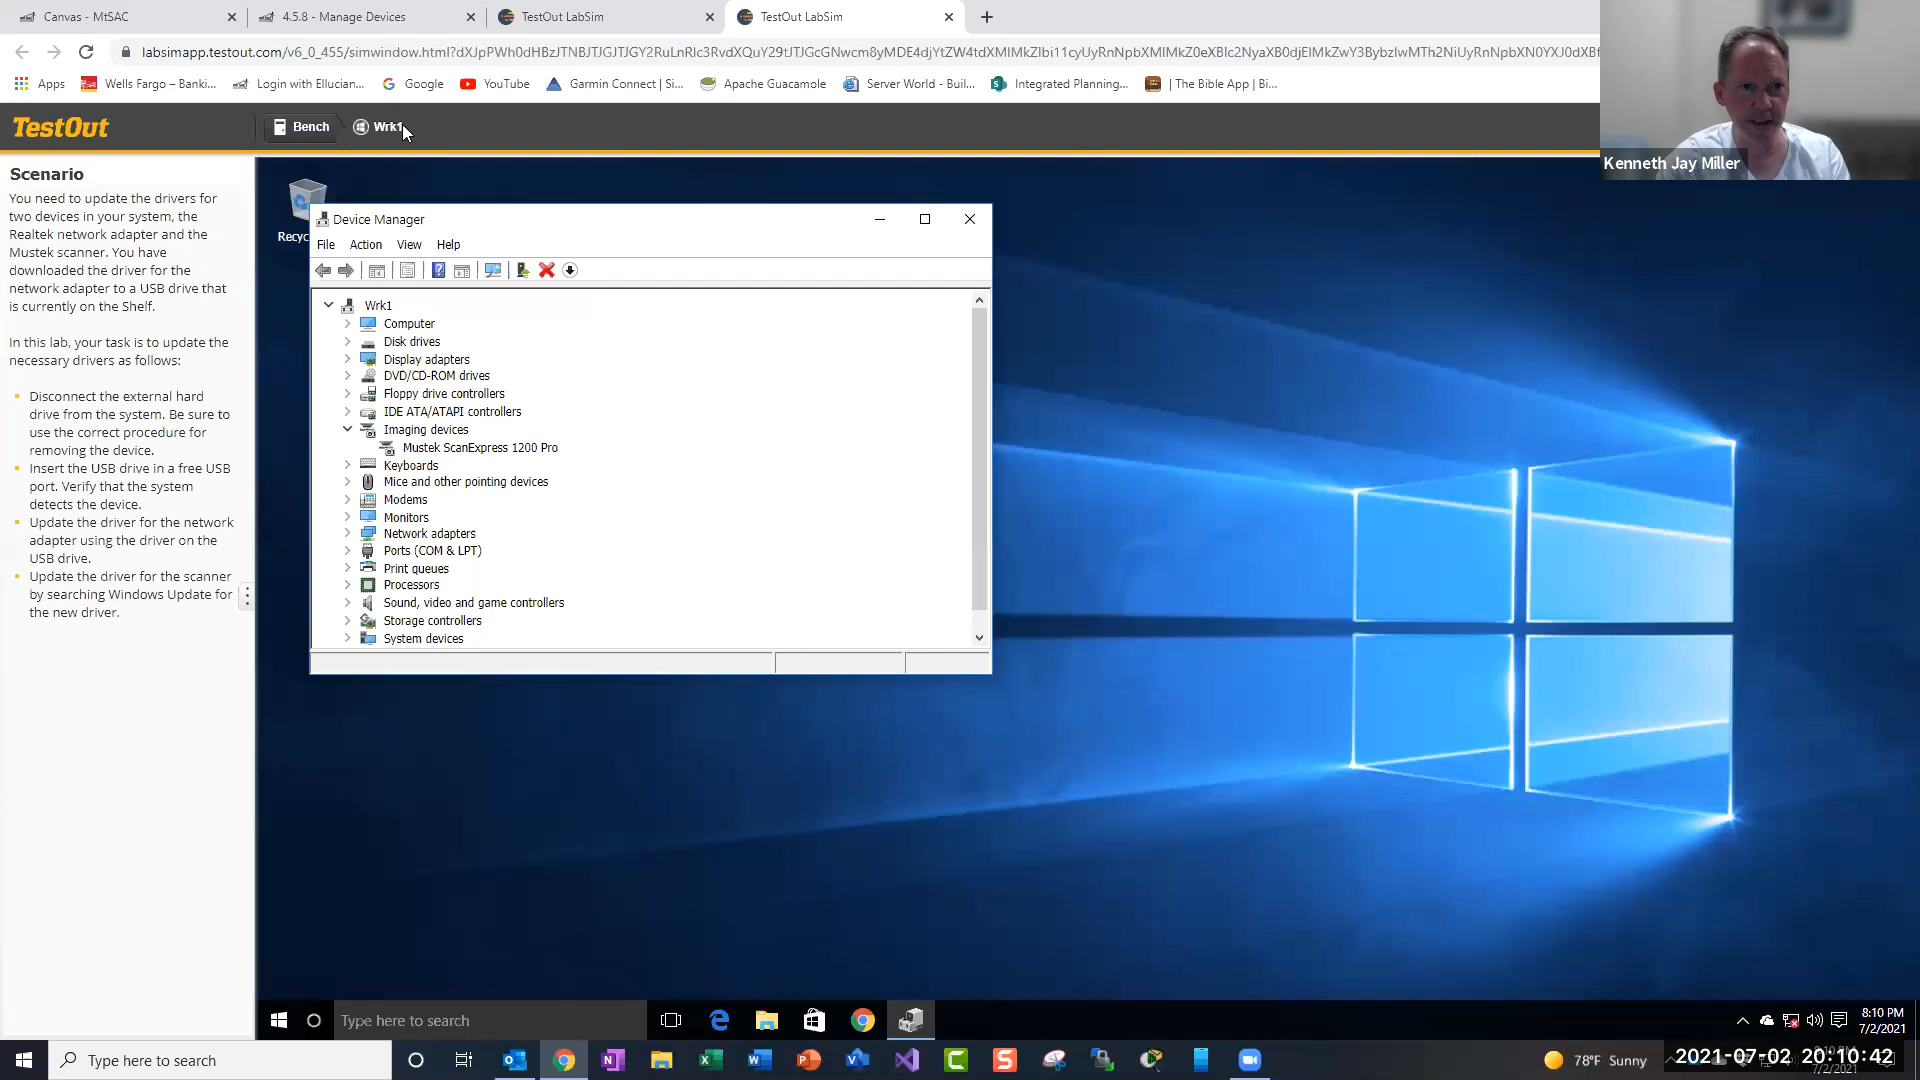 Canvas - MtSAC
4.5.8 - Manage Devices
TestOut LabSim
TestOut LabSim
Apps
Wells Fargo – Banki...
Login with Ellucian...
Google
YouTube
Garmin Connect | Si...
Apache Guacamole
Server World - Buil...
Integrated Planning...
| The Bible App | Bi...
TestOut
Bench
Wrk1
Kenneth Jay Miller
Scenario
You need to update the drivers for
two devices in your system, the
Realtek network adapter and the
Mustek scanner. You have
downloaded the driver for the
network adapter to a USB drive that
is currently on the Shelf.
In this lab, your task is to update the
necessary drivers as follows:
Disconnect the external hard
drive from the system. Be sure to
use the correct procedure for
removing the device.
Insert the USB drive in a free USB
port. Verify that the system
detects the device.
Update the driver for the network
adapter using the driver on the
USB drive.
Update the driver for the scanner
by searching Windows Update for
the new driver.
Recyc
Device Manager
File Action View Help
Wrk1
Computer
Disk drives
Display adapters
DVD/CD-ROM drives
Floppy drive controllers
IDE ATA/ATAPI controllers
Imaging devices
Mustek ScanExpress 1200 Pro
Keyboards
Mice and other pointing devices
Modems
Monitors
Network adapters
Ports (COM & LPT)
Print queues
Processors
Sound, video and game controllers
Storage controllers
System devices
Type here to search
8:10 PM
7/2/2021
Type here to search
78°F Sunny
2021-07-02 20:10:42
7/2/2021